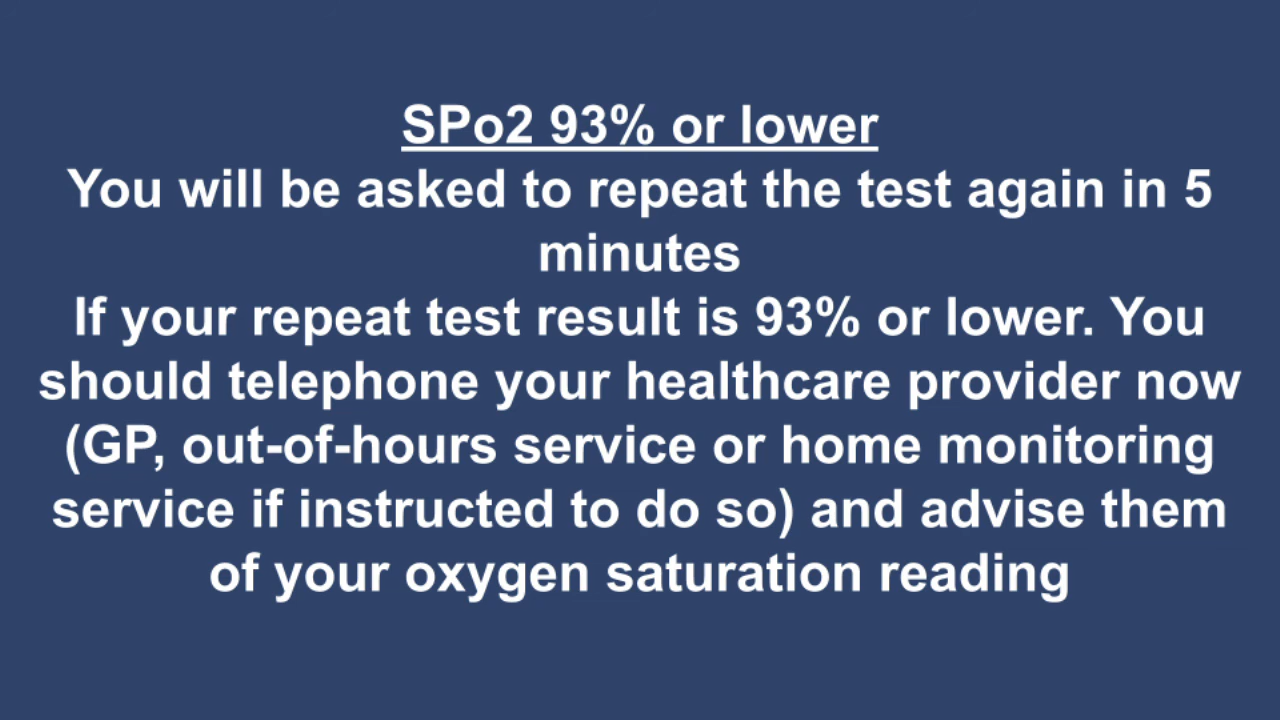 SPo2 93% or lower
You will be asked to repeat the test again in 5
minutes
If your repeat test result is 93% or lower. You
should telephone your healthcare provider now
(GP, out-of-hours service or home monitoring
service if instructed to do so) and advise them
of your oxygen saturation reading